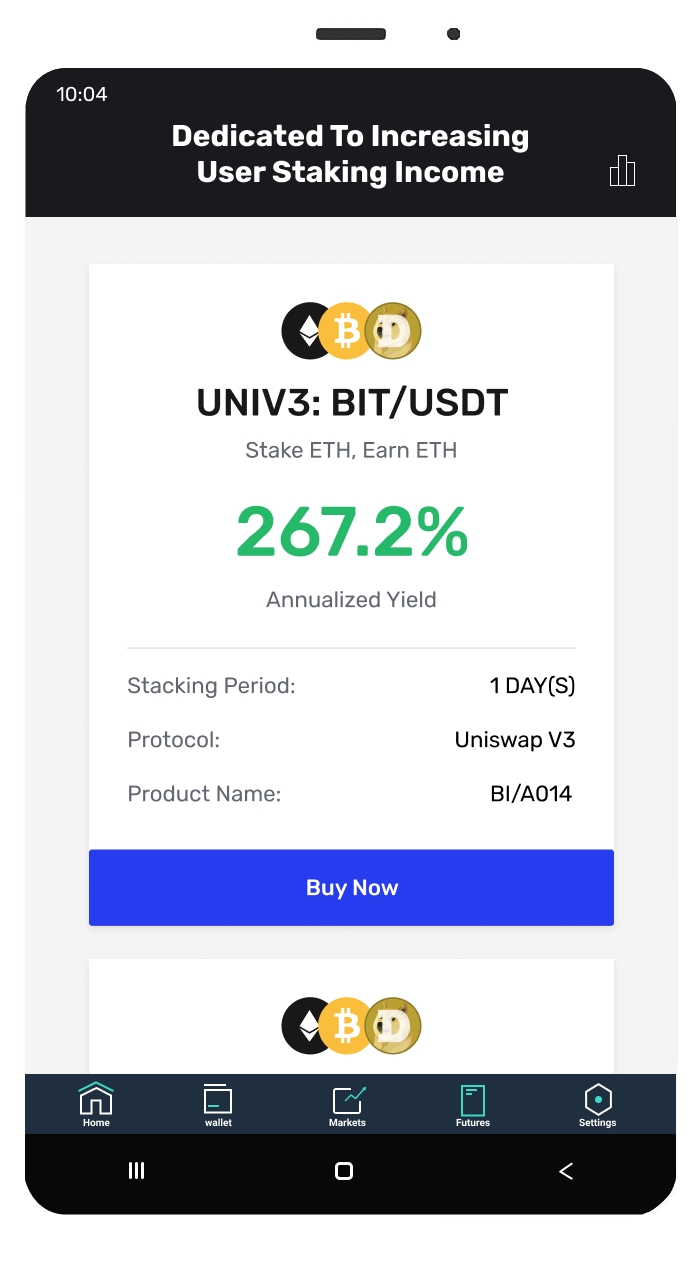 10:04
Dedicated To Increasing
User Staking Income
UNIV3: BIT/USDT
Stake ETH, Earn ETH
267.2%
Annualized Yield
Stacking Period: 1 DAY(S)
Protocol: Uniswap V3
Product Name: BI/A014
Buy Now
Home wallet Markets Futures Settings